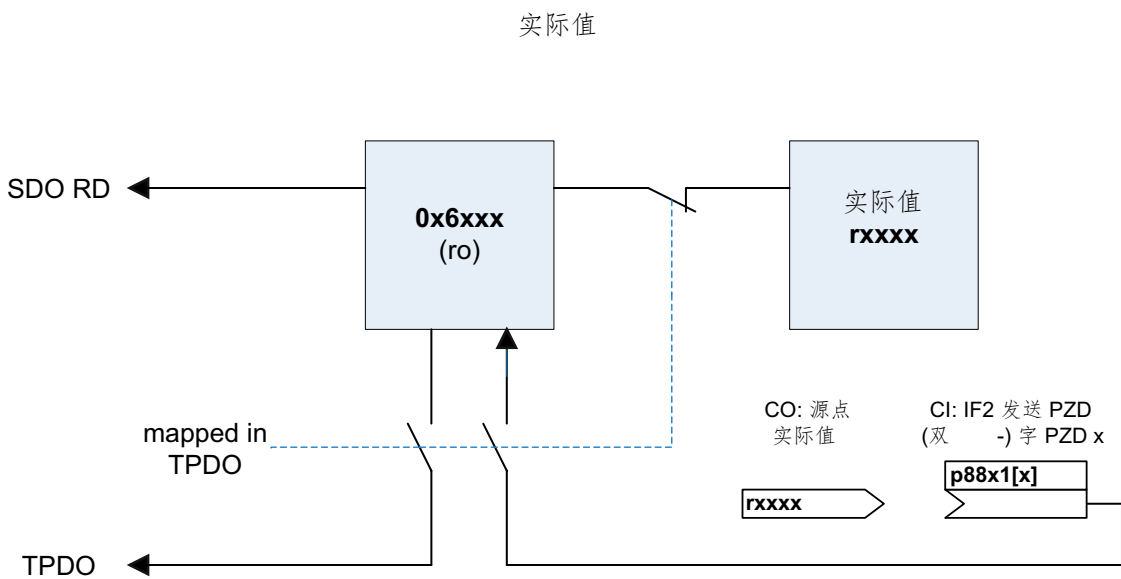 实际值
SDO RD
0x6xxx
(ro)
实际值
rxxxx
mapped in
TPDO
CO: 源点
实际值
CI: IF2 发送 PZD
(双 -) 字 PZD x
rxxxx
p88x1[x]
TPDO